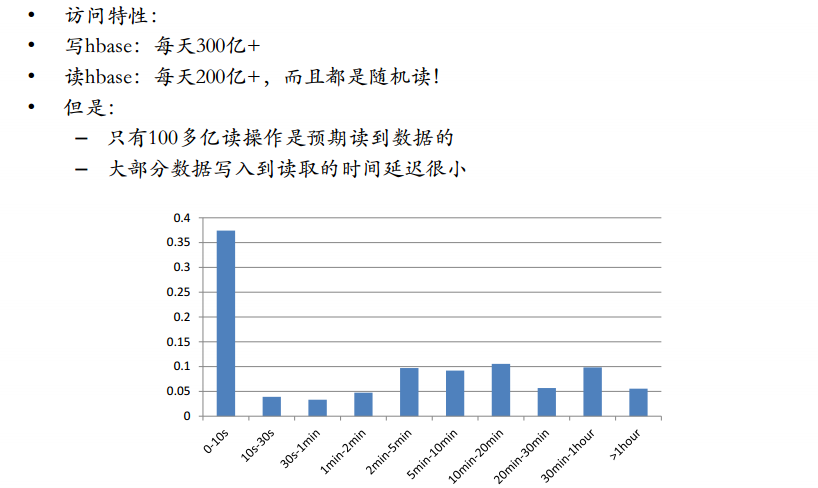 • 访问特性：
• 写hbase：每天300亿+
• 读hbase：每天200亿+，而且都是随机读！
• 但是：
– 只有100多亿读操作是预期读到数据的
– 大部分数据写入到读取的时间延迟很小
0.4
0.35
0.3
0.25
0.2
0.15
0.1
0.05
0
0-10s
10s-30s
30s-1min
1min-2min
2min-5min
5min-10min
10min-20min
20min-30min
30min-1hour
>1hour